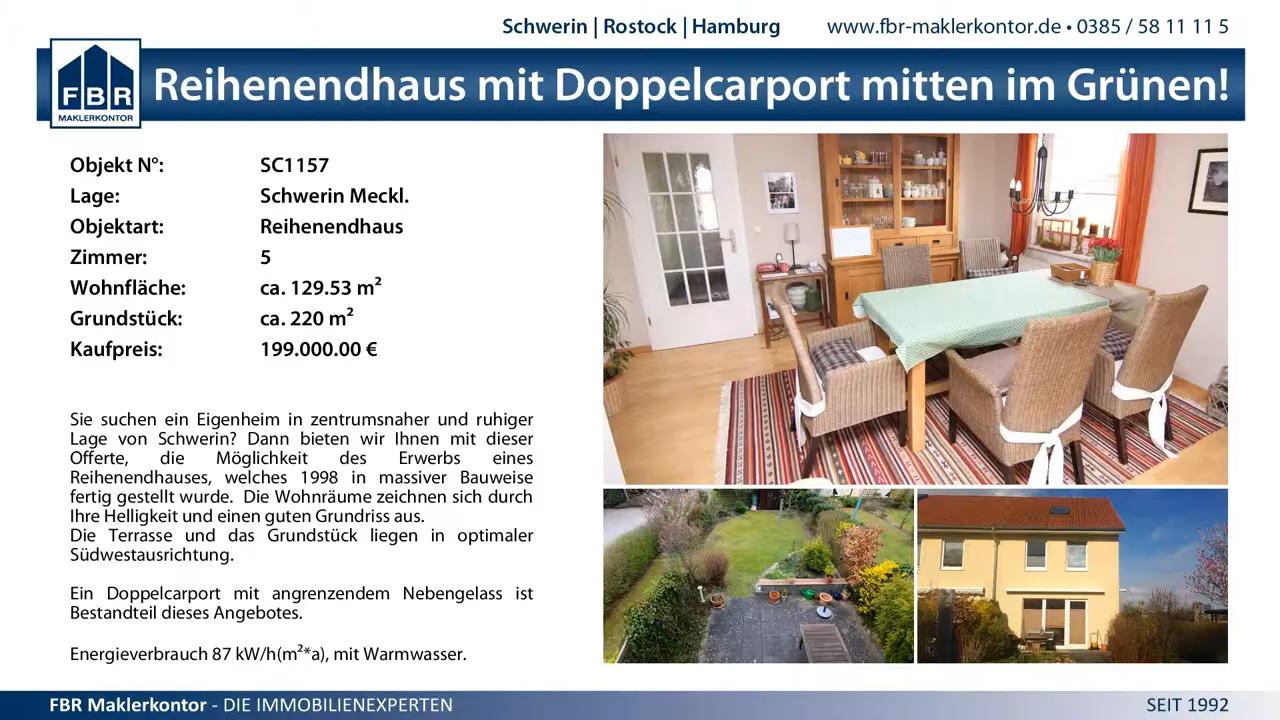 Schwerin | Rostock | Hamburg www.fbr-maklerkontor.de • 0385 / 58 11 11 5
FBR
MAKLERKONTOR
Reihenendhaus mit Doppelcarport mitten im Grünen!
Objekt N°: SC1157
Lage: Schwerin Meckl.
Objektart: Reihenendhaus
Zimmer: 5
Wohnfläche: ca. 129.53 m²
Grundstück: ca. 220 m²
Kaufpreis: 199.000.00 €
Sie suchen ein Eigenheim in zentrumsnaher und ruhiger
Lage von Schwerin? Dann bieten wir Ihnen mit dieser
Offerte, die Möglichkeit des Erwerbs eines
Reihenendhauses, welches 1998 in massiver Bauweise
fertig gestellt wurde. Die Wohnräume zeichnen sich durch
Ihre Helligkeit und einen guten Grundriss aus.
Die Terrasse und das Grundstück liegen in optimaler
Südwestausrichtung.
Ein Doppelcarport mit angrenzendem Nebengelass ist
Bestandteil dieses Angebotes.
Energieverbrauch 87 kW/h(m²*a), mit Warmwasser.
FBR Maklerkontor - DIE IMMOBILIENEXPERTEN SEIT 1992